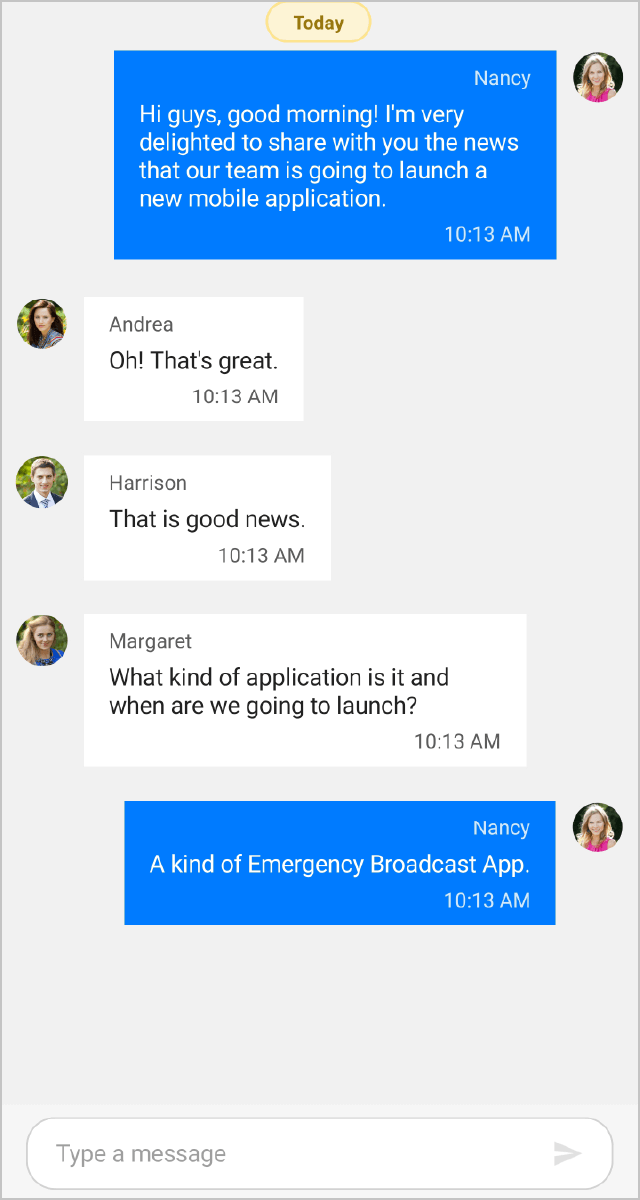 Today
Nancy
Hi guys, good morning! I'm very
delighted to share with you the news
that our team is going to launch a
new mobile application.
10:13 AM
Andrea
Oh! That's great.
10:13 AM
Harrison
That is good news.
10:13 AM
Margaret
What kind of application is it and
when are we going to launch?
10:13 AM
Nancy
A kind of Emergency Broadcast App.
10:13 AM
Type a message